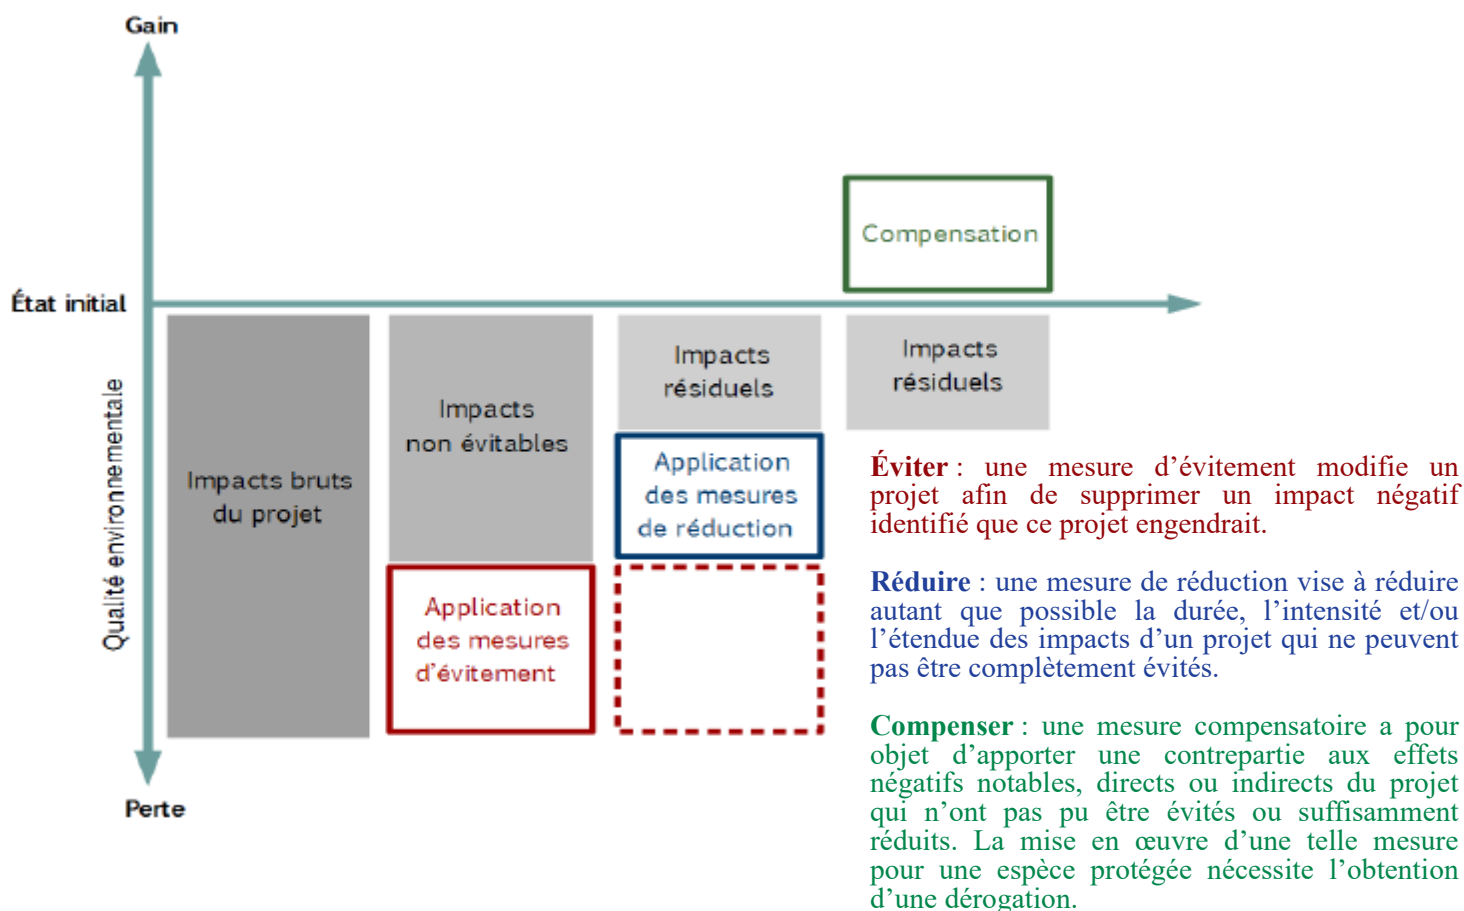 Gain
Compensation
État initial
Impacts bruts
du projet
Impacts
non évitables
Application
des mesures
d'évitement
Impacts
résiduels
Application
des mesures
de réduction
Impacts
résiduels
Qualité environnementale
Perte
Éviter : une mesure d’évitement modifie un
projet afin de supprimer un impact négatif
identifié que ce projet engendrait.
Réduire : une mesure de réduction vise à réduire
autant que possible la durée, l’intensité et/ou
l’étendue des impacts d’un projet qui ne peuvent
pas être complètement évités.
Compenser : une mesure compensatoire a pour
objet d’apporter une contrepartie aux effets
négatifs notables, directs ou indirects du projet
qui n’ont pas pu être évités ou suffisamment
réduits. La mise en œuvre d’une telle mesure
pour une espèce protégée nécessite l’obtention
d’une dérogation.